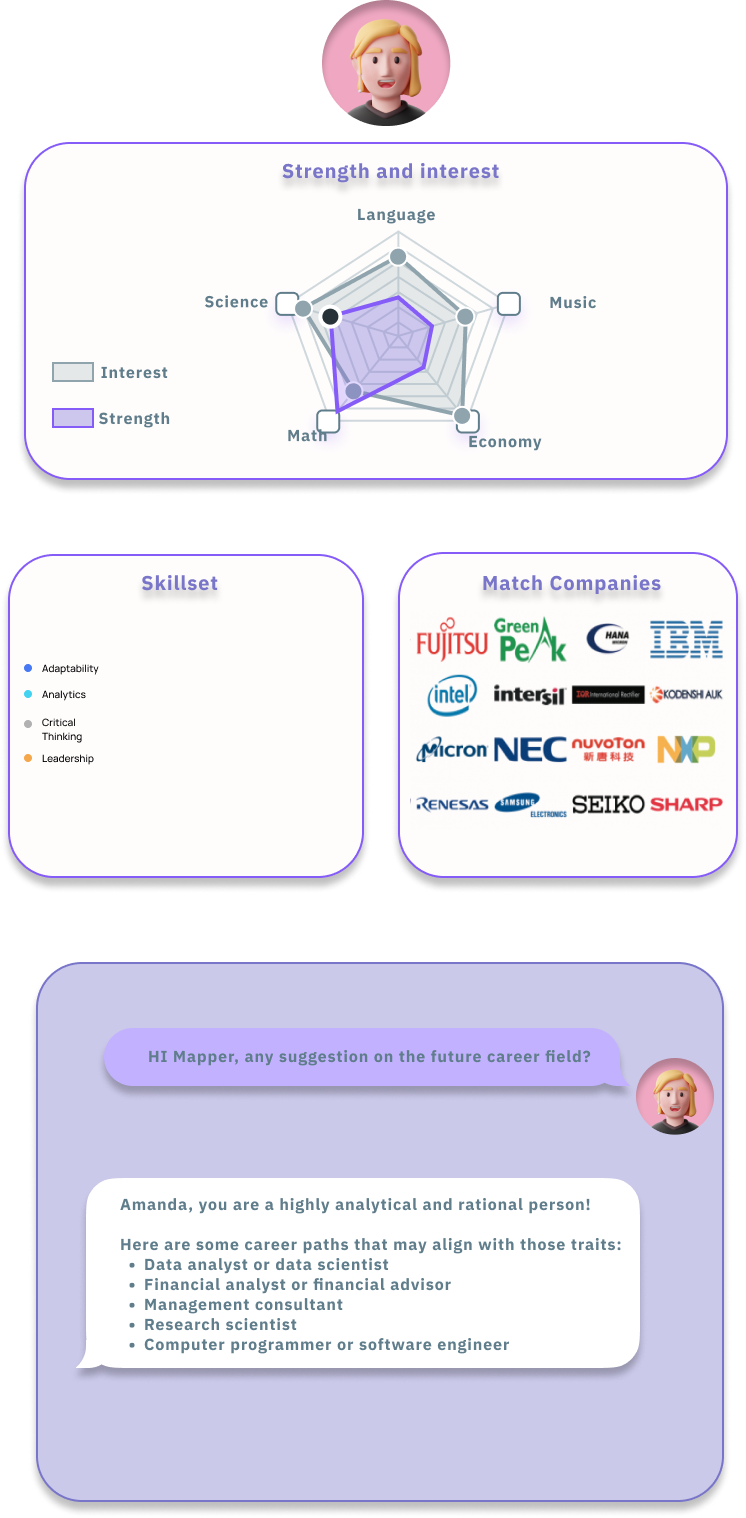 Strength and interest
Language
Science
Music
Interest
Strength
Math
Economy
Skillset
Adaptability
Analytics
Critical
Thinking
Leadership
Match Companies
FUJITSU
Green
Peak
HANA
MICRON
IBM
intel
intersil
IOR International Rectifier
KODENSHI AUK
Micron
NEC
nuvoTon
新唐科技
NXP
RENESAS
SAMSUNG
ELECTRONICS
SEIKO
SHARP
HI Mapper, any suggestion on the future career field?
Amanda, you are a highly analytical and rational person!
Here are some career paths that may align with those traits:
• Data analyst or data scientist
• Financial analyst or financial advisor
• Management consultant
• Research scientist
• Computer programmer or software engineer